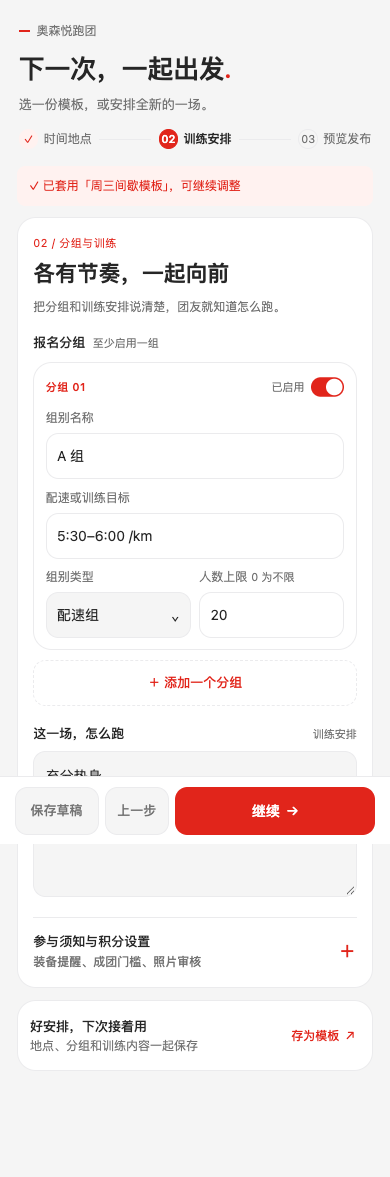 奥森悦跑团
下一次，一起出发.
选一份模板，或安排全新的一场。
✓ 时间地点 02 训练安排 03 预览发布
✓ 已套用「周三间歇模板」，可继续调整
02 / 分组与训练
各有节奏，一起向前
把分组和训练安排说清楚，团友就知道怎么跑。
报名分组 至少启用一组
分组 01 已启用
组别名称
A 组
配速或训练目标
5:30–6:00 /km
组别类型 人数上限 0 为不限
配速组 20
+ 添加一个分组
这一场，怎么跑 训练安排
充分热身
保存草稿 上一步 继续 →
参与须知与积分设置
装备提醒、成团门槛、照片审核
+
好安排，下次接着用
地点、分组和训练内容一起保存
存为模板 ↗